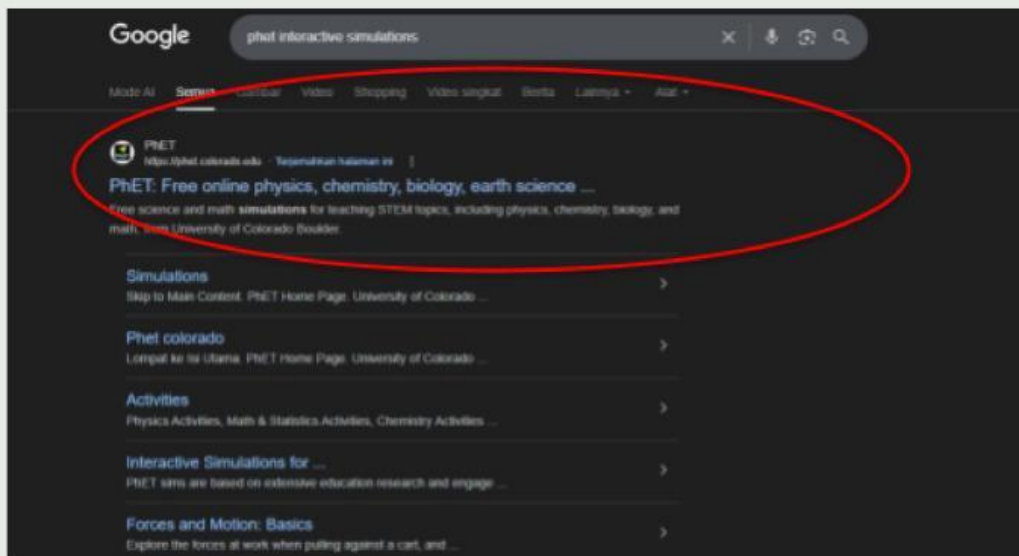 Google
phet interactive simulations
Mode AI Semua Gambar Video Shopping Video singkat Berita Lainnya Alat
PhET
https://phet.colorado.edu · Terjemahkan halaman ini
PhET: Free online physics, chemistry, biology, earth science ...
Free science and math simulations for teaching STEM topics, including physics, chemistry, biology, and
math, from University of Colorado Boulder.
Simulations
Skip to Main Content. PhET Home Page. University of Colorado ...
Phet colorado
Lompat ke Isi Utama. PhET Home Page. University of Colorado ...
Activities
Physics Activities, Math & Statistics Activities, Chemistry Activities ...
Interactive Simulations for ...
PhET sims are based on extensive education research and engage ...
Forces and Motion: Basics
Explore the forces at work when pulling against a cart, and ...